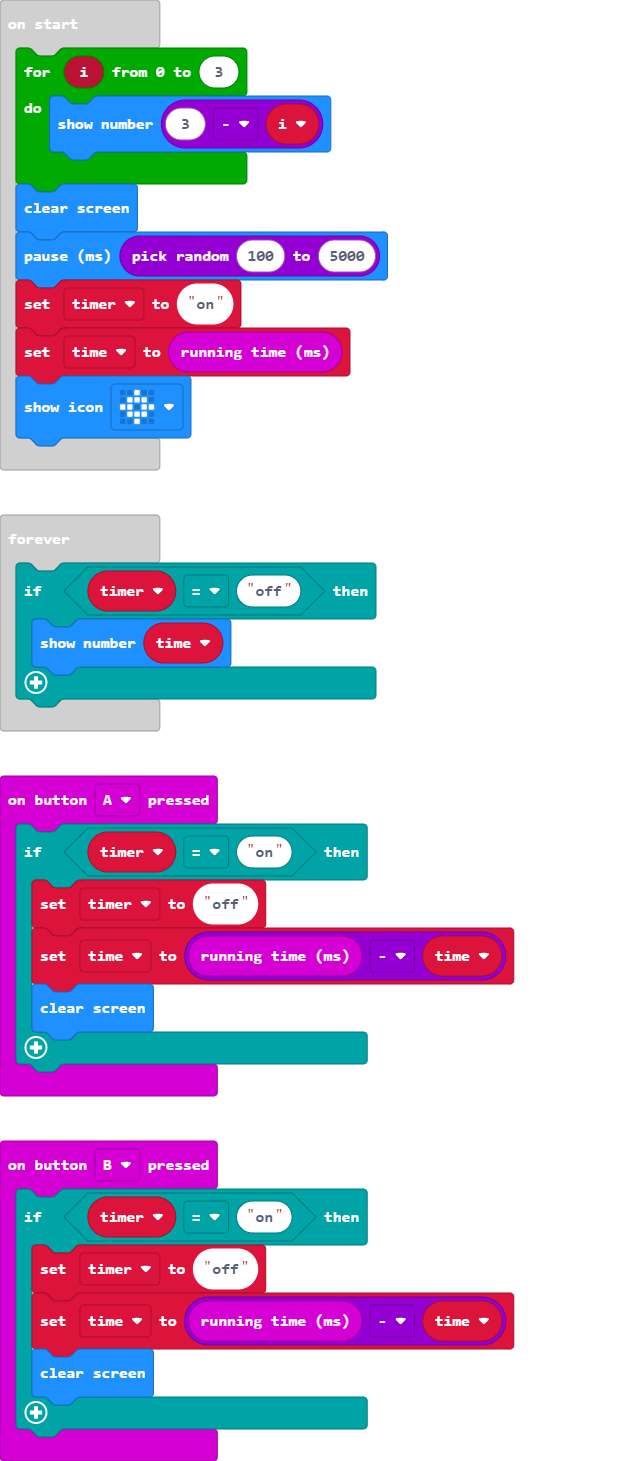 on start
for i from 0 to 3
do
show number 3 - i
clear screen
pause (ms) pick random 100 to 5000
set timer to "on"
set time to running time (ms)
show icon
forever
if timer = "off" then
show number time
on button A pressed
if timer = "on" then
set timer to "off"
set time to running time (ms) - time
clear screen
on button B pressed
if timer = "on" then
set timer to "off"
set time to running time (ms) - time
clear screen